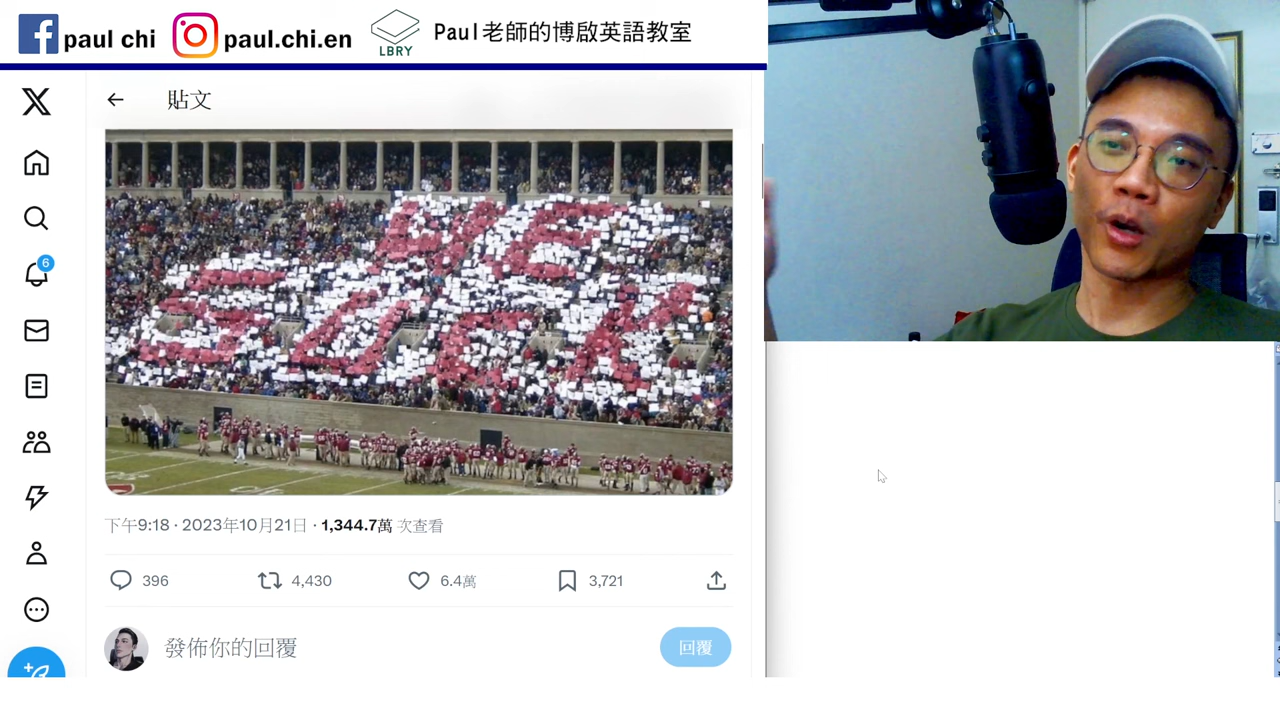 paul chi
paul.chi.en
LBRY
Paul老師的博啟英語教室
貼文
WE
SUCK
6
下午9:18 · 2023年10月21日 · 1,344.7萬 次查看
396
4,430
6.4萬
3,721
發佈你的回覆
回覆